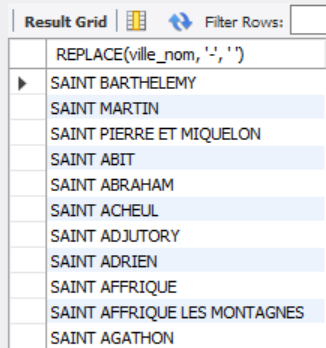 Result Grid Filter Rows:
REPLACE(ville_nom, '-', ' ')
SAINT BARTHELEMY
SAINT MARTIN
SAINT PIERRE ET MIQUELON
SAINT ABIT
SAINT ABRAHAM
SAINT ACHEUL
SAINT ADJUTORY
SAINT ADRIEN
SAINT AFFRIQUE
SAINT AFFRIQUE LES MONTAGNES
SAINT AGATHON